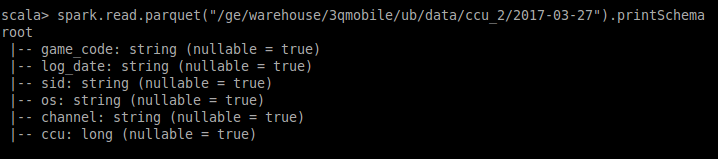 scala> spark.read.parquet("/ge/warehouse/3qmobile/ub/data/ccu_2/2017-03-27").printSchema
root
 |-- game_code: string (nullable = true)
 |-- log_date: string (nullable = true)
 |-- sid: string (nullable = true)
 |-- os: string (nullable = true)
 |-- channel: string (nullable = true)
 |-- ccu: long (nullable = true)